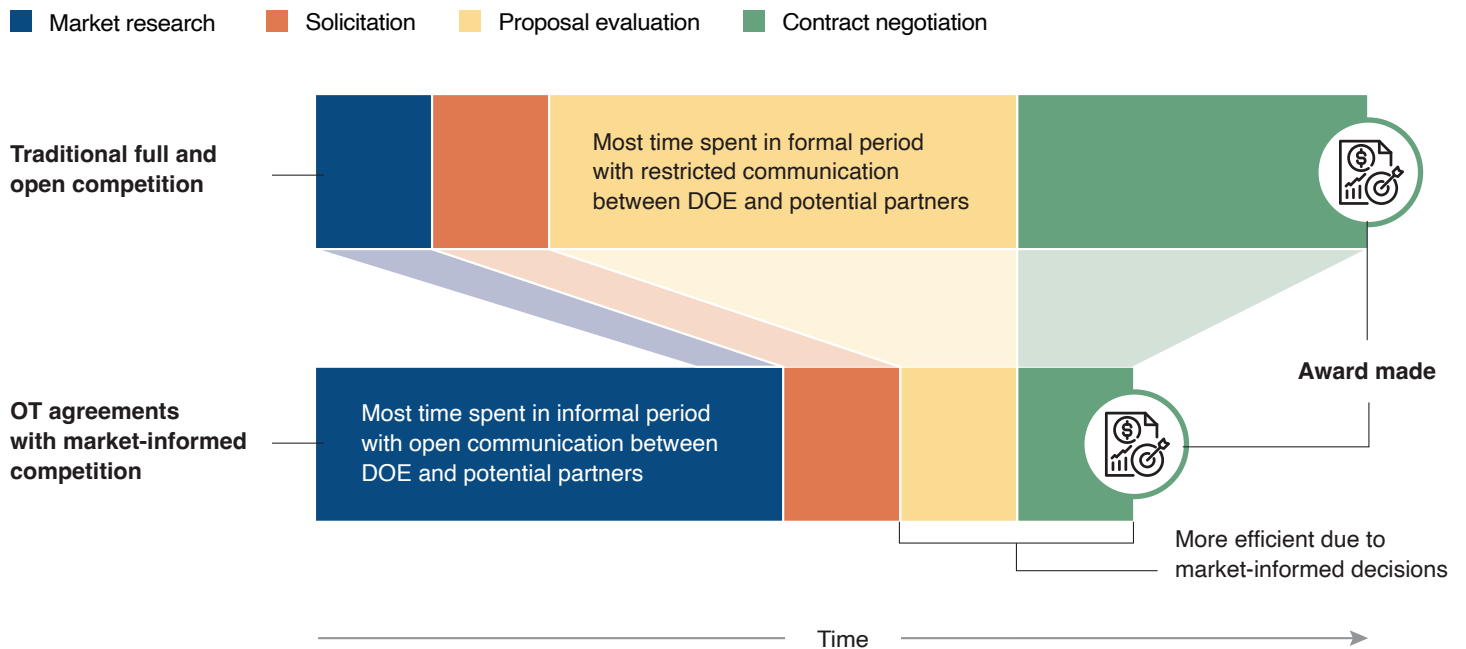 Market research
Solicitation
Proposal evaluation
Contract negotiation
Traditional full and
open competition
Most time spent in formal period
with restricted communication
between DOE and potential partners
Award made
OT agreements
with market-informed
competition
Most time spent in informal period
with open communication between
DOE and potential partners
More efficient due to
market-informed decisions
Time